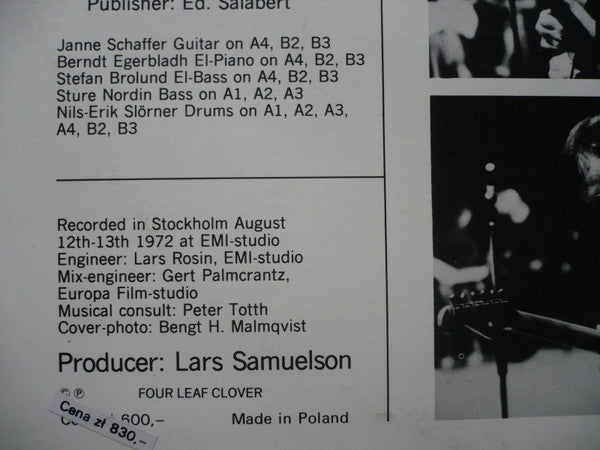 Publisher: Ed. Salabert
Janne Schaffer Guitar on A4, B2, B3
Berndt Egerbladh El-Piano on A4, B2, B3
Stefan Brolund El-Bass on A4, B2, B3
Sture Nordin Bass on A1, A2, A3
Nils-Erik Slörner Drums on A1, A2, A3,
A4, B2, B3
Recorded in Stockholm August
12th-13th 1972 at EMI-studio
Engineer: Lars Rosin, EMI-studio
Mix-engineer: Gert Palmcrantz,
Europa Film-studio
Musical consult: Peter Totth
Cover-photo: Bengt H. Malmqvist
Producer: Lars Samuelson
© ℗ FOUR LEAF CLOVER
Cena zł 830,-
600,– Made in Poland